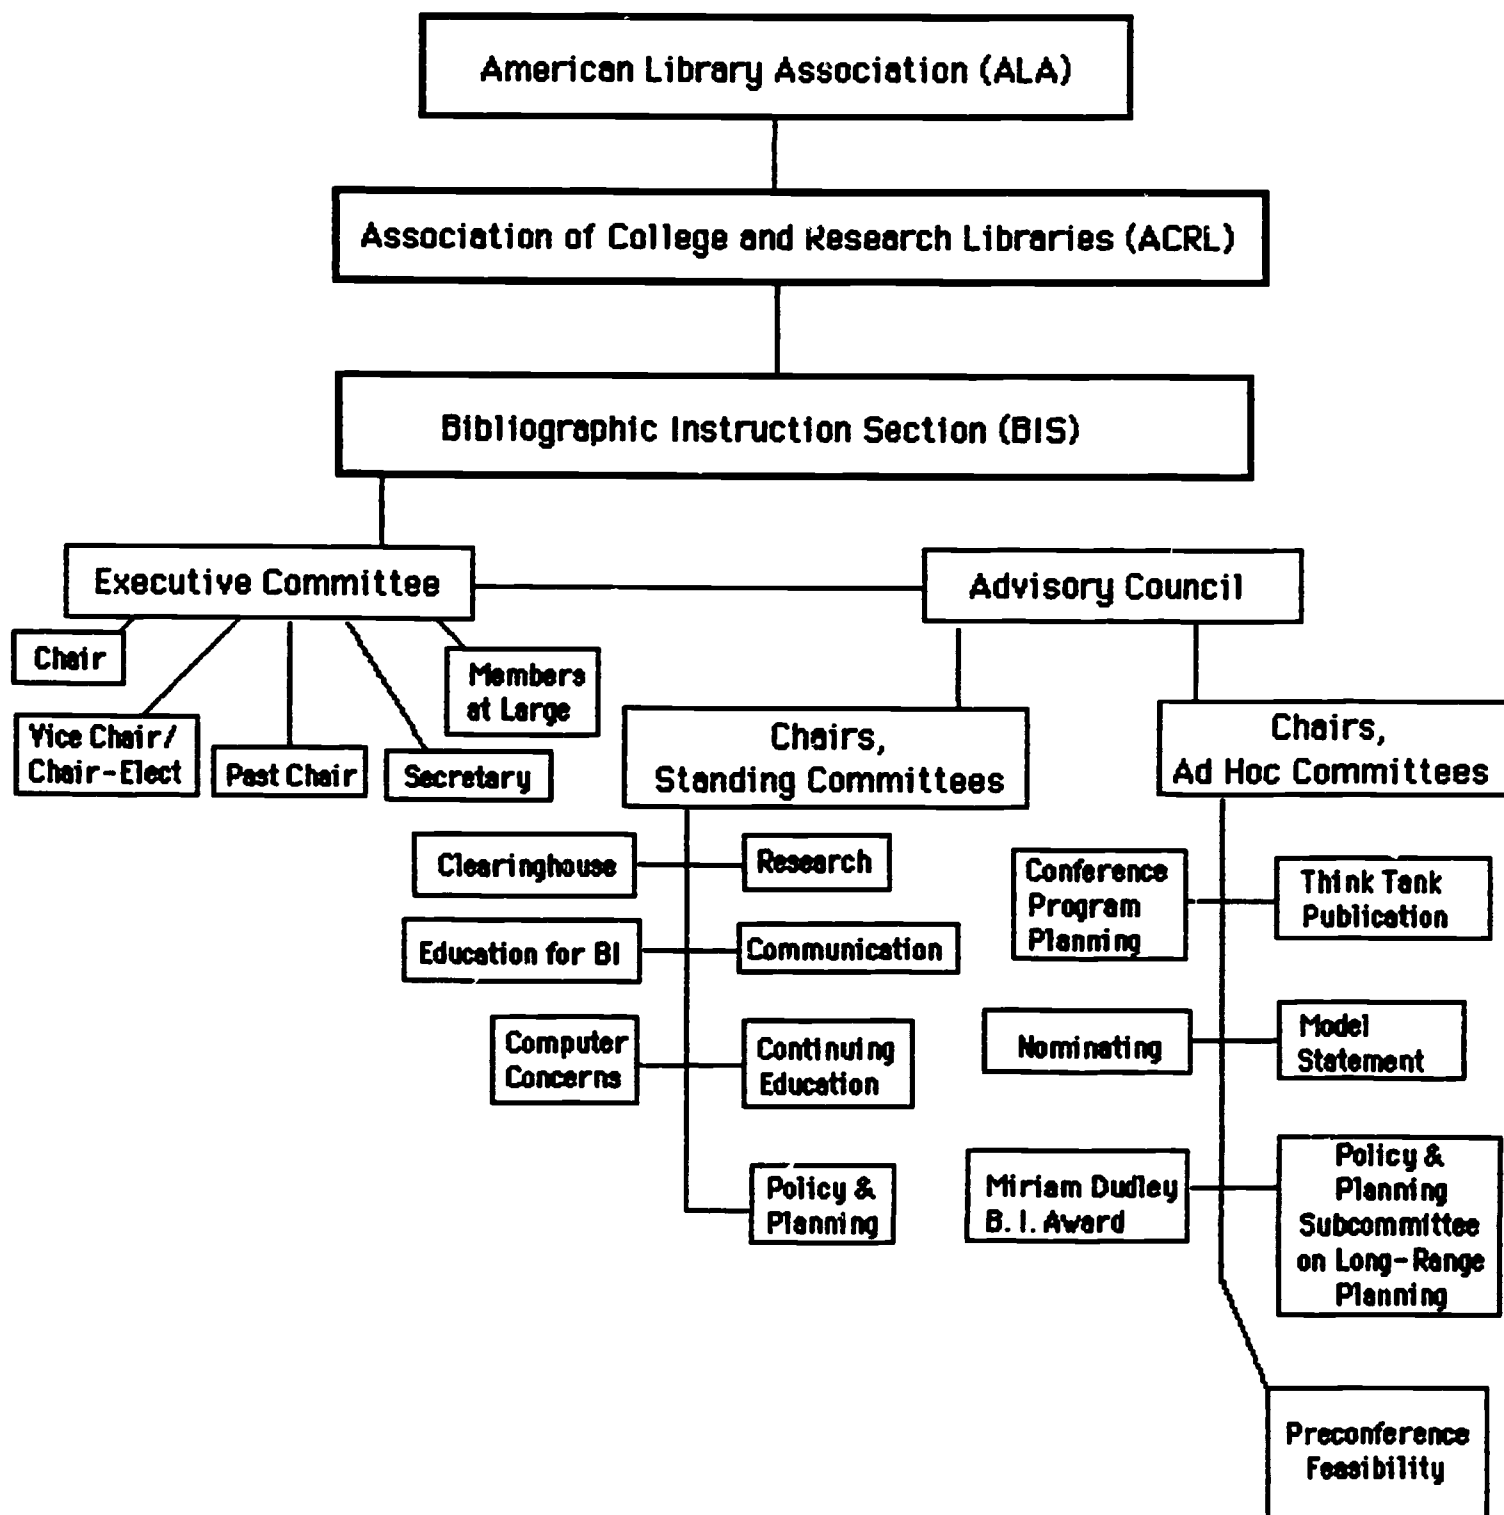 American Library Association (ALA)
Association of College and Research Libraries (ACRL)
Bibliographic Instruction Section (BIS)
Executive Committee
Advisory Council
Chair
Members
at Large
Vice Chair/
Chair-Elect
Past Chair
Secretary
Chairs,
Standing Committees
Chairs,
Ad Hoc Committees
Clearinghouse
Research
Education for BI
Communication
Computer
Concerns
Continuing
Education
Policy &
Planning
Conference
Program
Planning
Think Tank
Publication
Nominating
Model
Statement
Miriam Dudley
B. I. Award
Policy &
Planning
Subcommittee
on Long-Range
Planning
Preconference
Feasibility